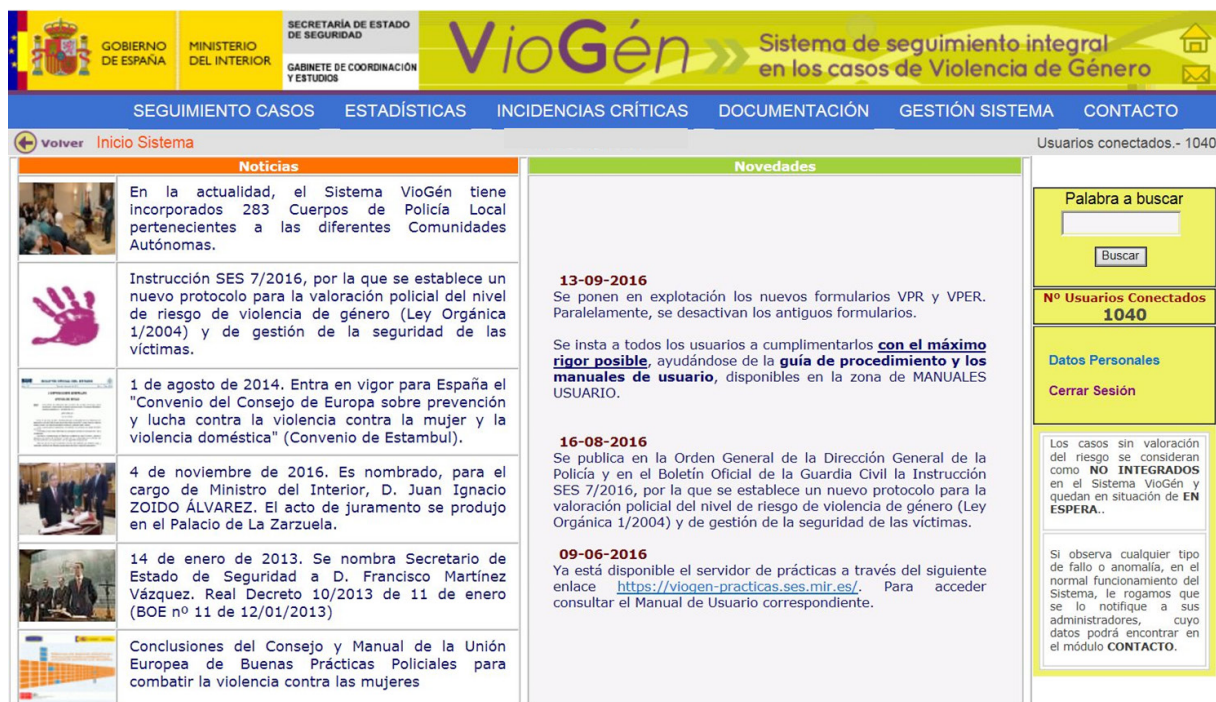 GOBIERNO
DE ESPAÑA
MINISTERIO
DEL INTERIOR
SECRETARÍA DE ESTADO
DE SEGURIDAD
GABINETE DE COORDINACIÓN
Y ESTUDIOS
VioGén
Sistema de seguimiento integral
en los casos de Violencia de Género
SEGUIMIENTO CASOS ESTADÍSTICAS INCIDENCIAS CRÍTICAS DOCUMENTACIÓN GESTIÓN SISTEMA CONTACTO
Volver Inicio Sistema
Usuarios conectados.- 1040
Noticias
En la actualidad, el Sistema VioGén tiene
incorporados 283 Cuerpos de Policía Local
pertenecientes a las diferentes Comunidades
Autónomas.
Instrucción SES 7/2016, por la que se establece un
nuevo protocolo para la valoración policial del nivel
de riesgo de violencia de género (Ley Orgánica
1/2004) y de gestión de la seguridad de las
víctimas.
1 de agosto de 2014. Entra en vigor para España el
"Convenio del Consejo de Europa sobre prevención
y lucha contra la violencia contra la mujer y la
violencia doméstica" (Convenio de Estambul).
4 de noviembre de 2016. Es nombrado, para el
cargo de Ministro del Interior, D. Juan Ignacio
ZOIDO ÁLVAREZ. El acto de juramento se produjo
en el Palacio de La Zarzuela.
14 de enero de 2013. Se nombra Secretario de
Estado de Seguridad a D. Francisco Martínez
Vázquez. Real Decreto 10/2013 de 11 de enero
(BOE nº 11 de 12/01/2013)
Conclusiones del Consejo y Manual de la Unión
Europea de Buenas Prácticas Policiales para
combatir la violencia contra las mujeres
Novedades
13-09-2016
Se ponen en explotación los nuevos formularios VPR y VPER.
Paralelamente, se desactivan los antiguos formularios.
Se insta a todos los usuarios a cumplimentarlos con el máximo
rigor posible, ayudándose de la guía de procedimiento y los
manuales de usuario, disponibles en la zona de MANUALES
USUARIO.
16-08-2016
Se publica en la Orden General de la Dirección General de la
Policía y en el Boletín Oficial de la Guardia Civil la Instrucción
SES 7/2016, por la que se establece un nuevo protocolo para la
valoración policial del nivel de riesgo de violencia de género (Ley
Orgánica 1/2004) y de gestión de la seguridad de las víctimas.
09-06-2016
Ya está disponible el servidor de prácticas a través del siguiente
enlace https://viogen-practicas.ses.mir.es/. Para acceder
consultar el Manual de Usuario correspondiente.
Palabra a buscar
Buscar
Nº Usuarios Conectados
1040
Datos Personales
Cerrar Sesión
Los casos sin valoración
del riesgo se consideran
como NO INTEGRADOS
en el Sistema VioGén y
quedan en situación de EN
ESPERA..
Si observa cualquier tipo
de fallo o anomalía, en el
normal funcionamiento del
Sistema, le rogamos que
se lo notifique a sus
administradores, cuyo
datos podrá encontrar en
el módulo CONTACTO.